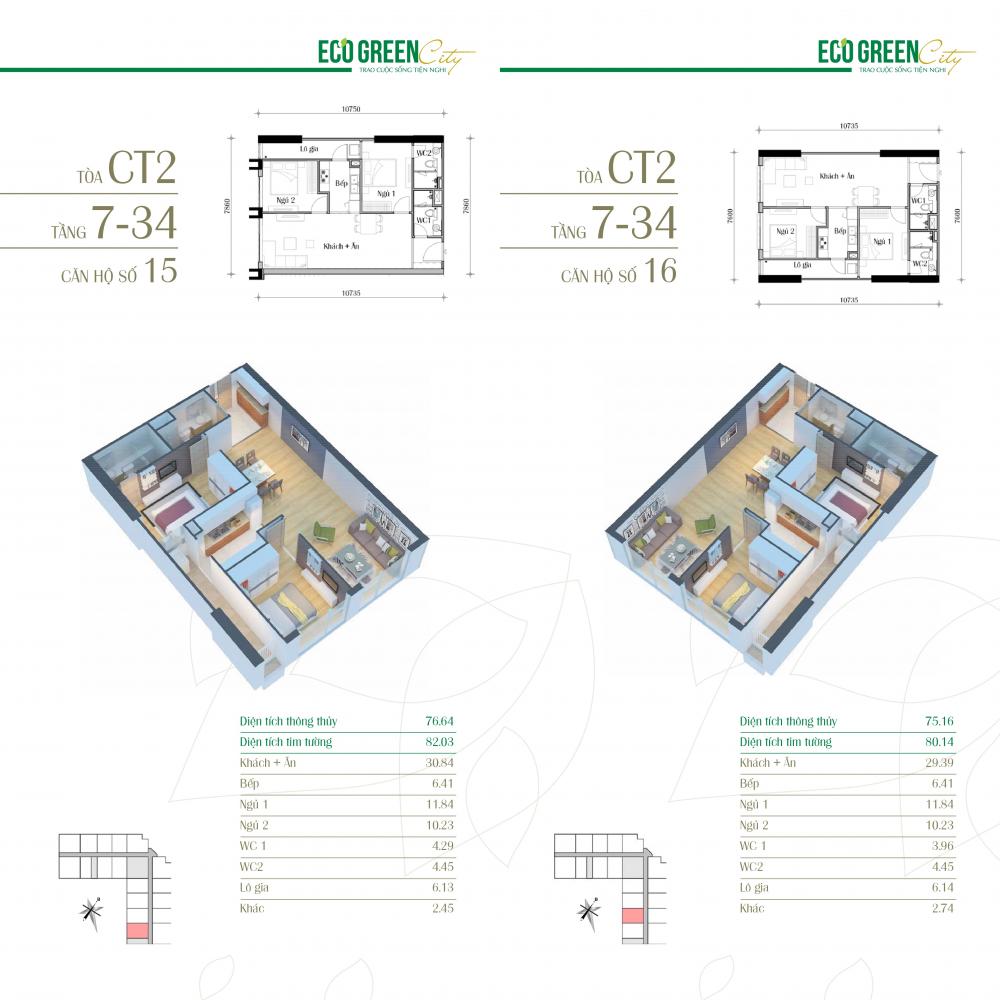 ECO GREEN City
TRAO CUỘC SỐNG TIỆN NGHI
TÒA CT2
TẦNG 7-34
CĂN HỘ SỐ 15
10750
7860
7860
Lô gia
WC2
Bếp
Ngủ 1
Ngủ 2
WC1
Khách + Ăn
10735
Diện tích thông thủy 76.64
Diện tích tim tường 82.03
Khách + Ăn 30.84
Bếp 6.41
Ngủ 1 11.84
Ngủ 2 10.23
WC 1 4.29
WC2 4.45
Lô gia 6.13
Khác 2.45
ECO GREEN City
TRAO CUỘC SỐNG TIỆN NGHI
TÒA CT2
TẦNG 7-34
CĂN HỘ SỐ 16
10735
7600
7600
Khách + Ăn
WC1
Ngủ 2
Bếp
Ngủ 1
Lô gia
WC2
10735
Diện tích thông thủy 75.16
Diện tích tim tường 80.14
Khách + Ăn 29.39
Bếp 6.41
Ngủ 1 11.84
Ngủ 2 10.23
WC 1 3.96
WC2 4.45
Lô gia 6.14
Khác 2.74